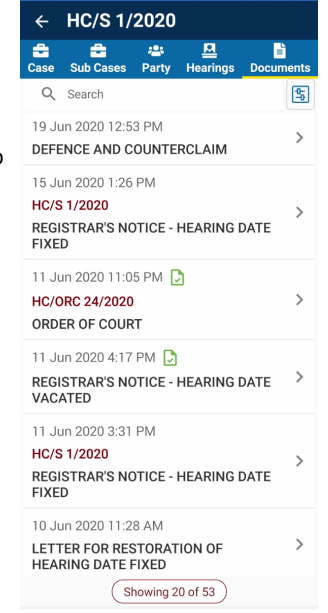 HC/S 1/2020
Case Sub Cases Party Hearings Documents
Search
19 Jun 2020 12:53 PM
DEFENCE AND COUNTERCLAIM
15 Jun 2020 1:26 PM
HC/S 1/2020
REGISTRAR'S NOTICE - HEARING DATE
FIXED
11 Jun 2020 11:05 PM
HC/ORC 24/2020
ORDER OF COURT
11 Jun 2020 4:17 PM
REGISTRAR'S NOTICE - HEARING DATE
VACATED
11 Jun 2020 3:31 PM
HC/S 1/2020
REGISTRAR'S NOTICE - HEARING DATE
FIXED
10 Jun 2020 11:28 AM
LETTER FOR RESTORATION OF
HEARING DATE FIXED
Showing 20 of 53